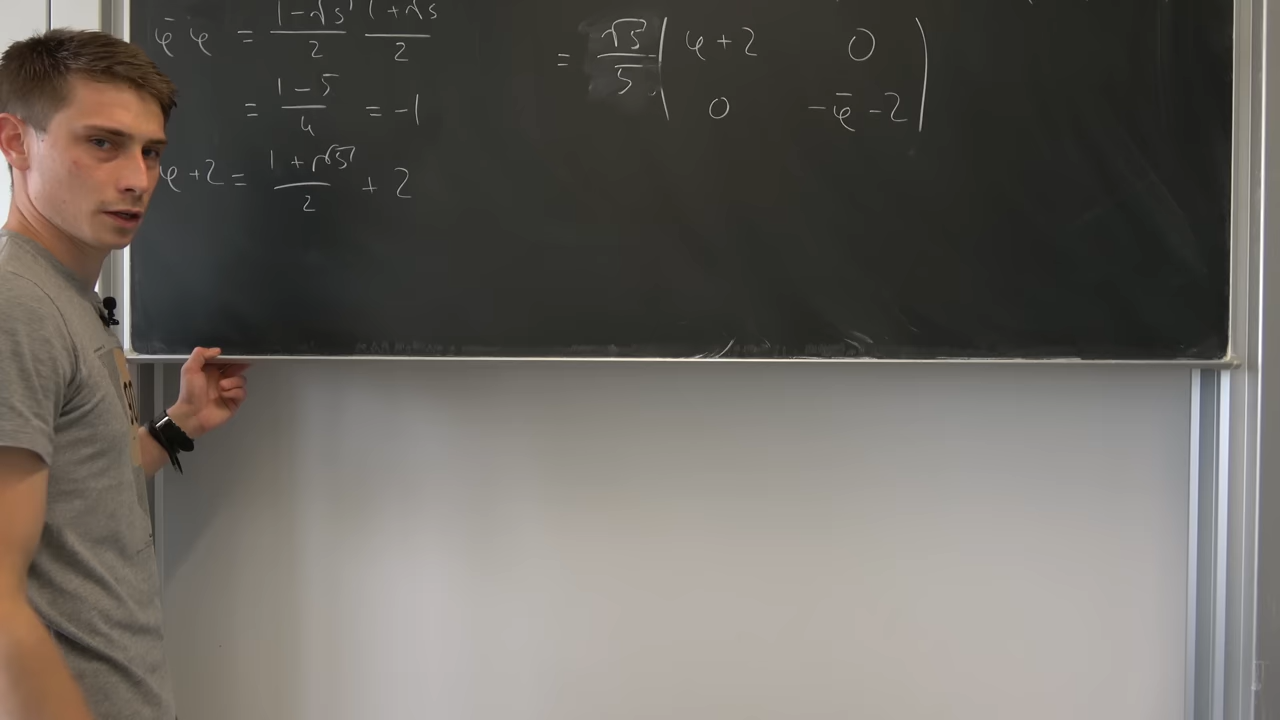 φ̄ φ = (1-√5)/2 (1+√5)/2
= (1-5)/4 = -1
φ+2 = (1+√5)/2 + 2
= √5/5 ( φ+2 0
0 -φ̄-2 )